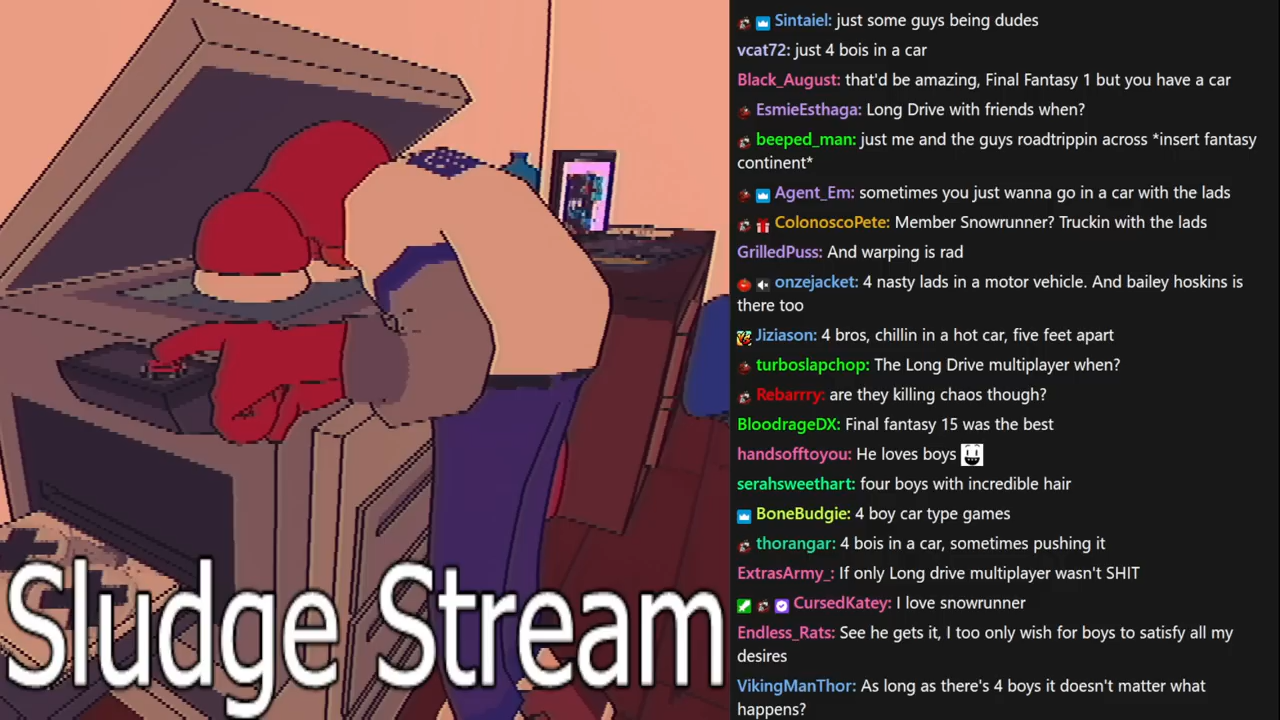 Sintaiel: just some guys being dudes
vcat72: just 4 bois in a car
Black_August: that'd be amazing, Final Fantasy 1 but you have a car
EsmieEsthaga: Long Drive with friends when?
beeped_man: just me and the guys roadtrippin across *insert fantasy
continent*
Agent_Em: sometimes you just wanna go in a car with the lads
ColonoscoPete: Member Snowrunner? Truckin with the lads
GrilledPuss: And warping is rad
onzejacket: 4 nasty lads in a motor vehicle. And bailey hoskins is
there too
Jiziason: 4 bros, chillin in a hot car, five feet apart
turboslapchop: The Long Drive multiplayer when?
Rebarrry: are they killing chaos though?
BloodrageDX: Final fantasy 15 was the best
handsofftoyou: He loves boys
serahsweethart: four boys with incredible hair
BoneBudgie: 4 boy car type games
thorangar: 4 bois in a car, sometimes pushing it
ExtrasArmy_: If only Long drive multiplayer wasn't SHIT
CursedKatey: I love snowrunner
Endless_Rats: See he gets it, I too only wish for boys to satisfy all my
desires
VikingManThor: As long as there's 4 boys it doesn't matter what
happens?
Sludge Stream